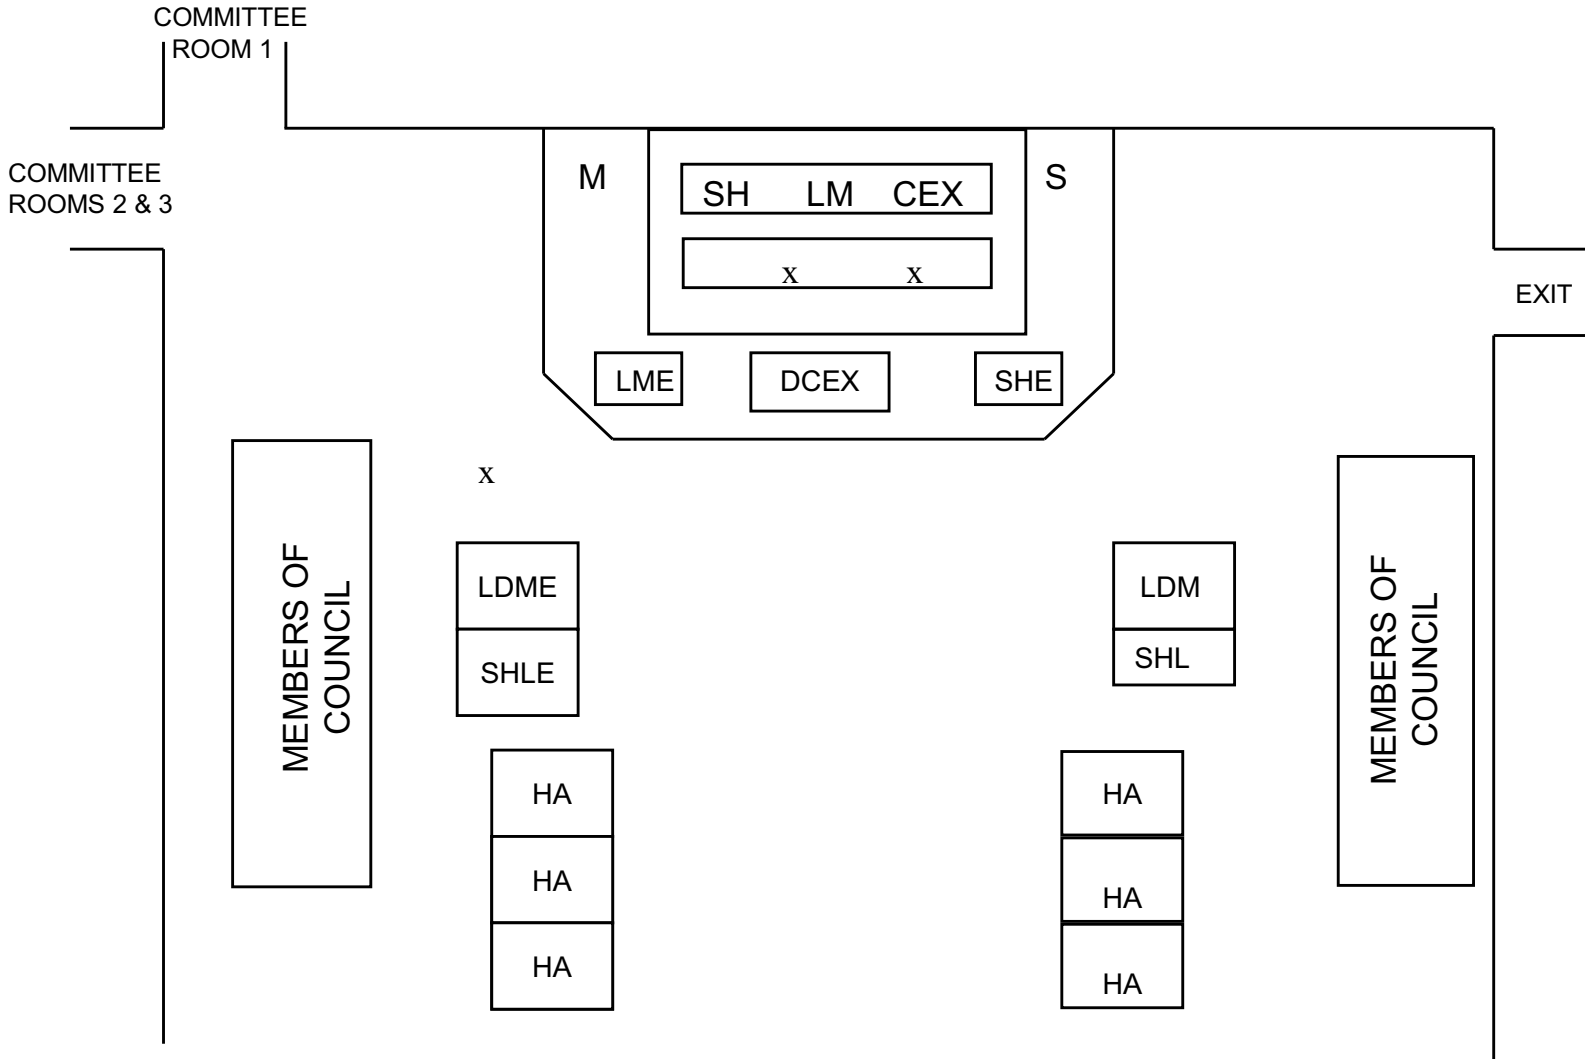 COMMITTEE
ROOM 1
COMMITTEE
ROOMS 2 & 3
M
SH LM CEX
S
x x
EXIT
LME
DCEX
SHE
x
MEMBERS OF
COUNCIL
LDME
SHLE
LDM
SHL
MEMBERS OF
COUNCIL
HA
HA
HA
HA
HA
HA